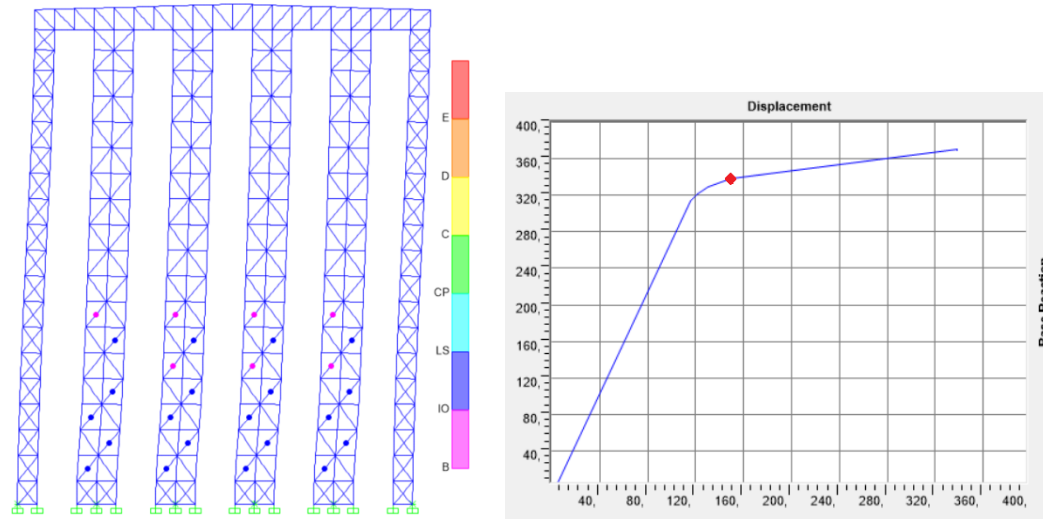 E
D
C
CP
LS
IO
B
Displacement
400,
360,
320,
280,
240,
200,
160,
120,
80,
40,
40, 80, 120, 160, 200, 240, 280, 320, 360, 400,